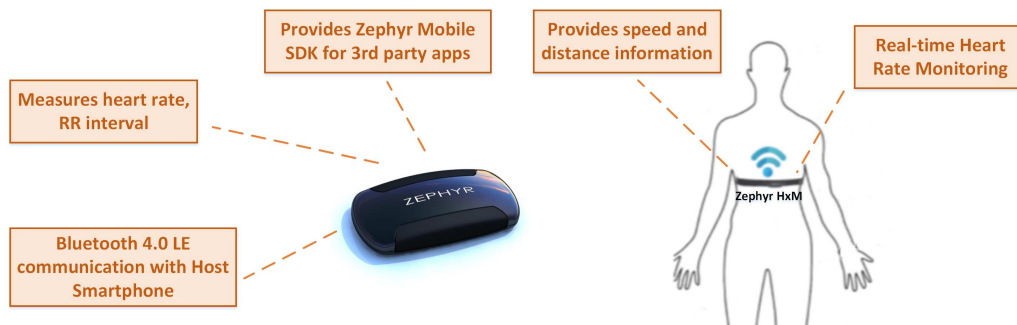 Provides Zephyr Mobile
SDK for 3rd party apps
Provides speed and
distance information
Real-time Heart
Rate Monitoring
Measures heart rate,
RR interval
ZEPHYR
Zephyr HxM
Bluetooth 4.0 LE
communication with Host
Smartphone